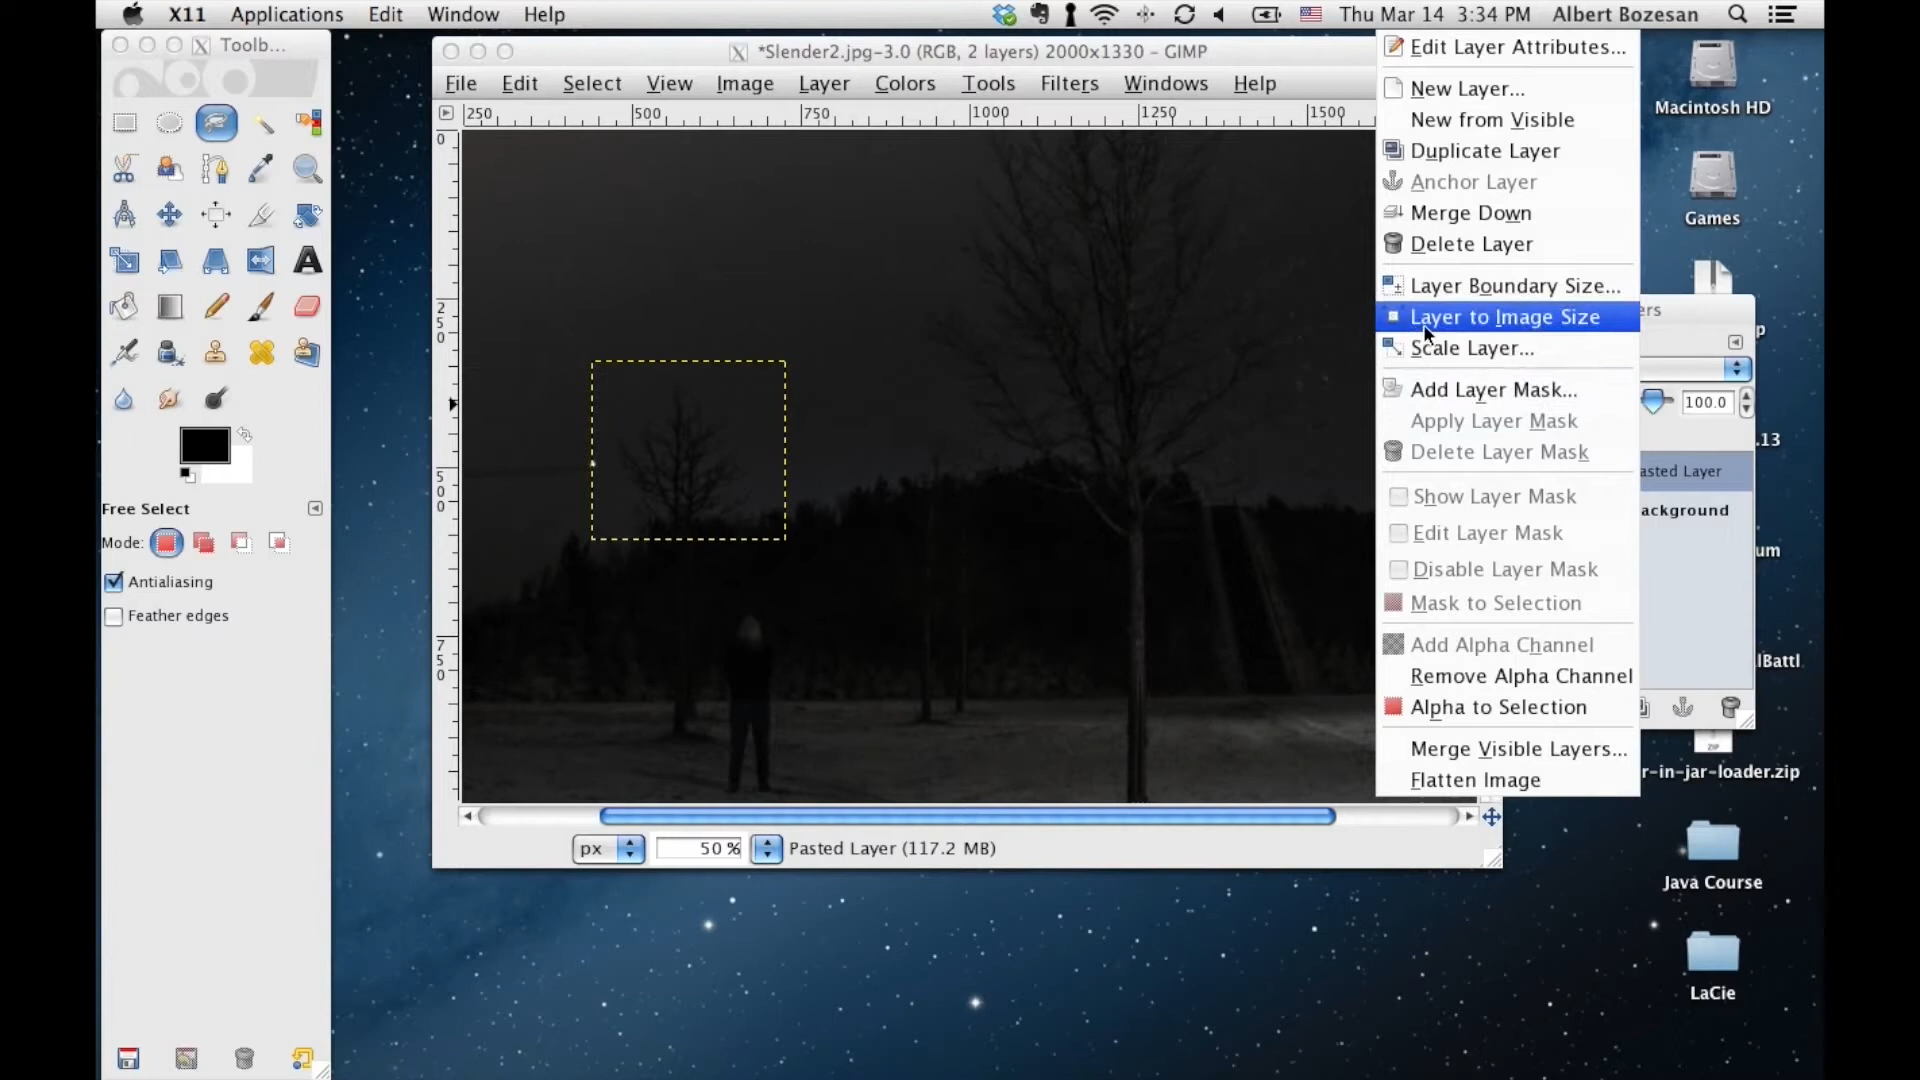 X11 Applications Edit Window Help
Thu Mar 14 3:34 PM Albert Bozesan
Toolb...
*Slender2.jpg-3.0 (RGB, 2 layers) 2000x1330 – GIMP
File Edit Select View Image Layer Colors Tools Filters Windows Help
250 500 750 1000 1250 1500
0
250
500
750
Free Select
Mode:
Antialiasing
Feather edges
px 50 % Pasted Layer (117.2 MB)
Edit Layer Attributes...
New Layer...
New from Visible
Duplicate Layer
Anchor Layer
Merge Down
Delete Layer
Layer Boundary Size...
Layer to Image Size
Scale Layer...
Add Layer Mask...
Apply Layer Mask
Delete Layer Mask
Show Layer Mask
Edit Layer Mask
Disable Layer Mask
Mask to Selection
Add Alpha Channel
Remove Alpha Channel
Alpha to Selection
Merge Visible Layers...
Flatten Image
Macintosh HD
Games
ers
p
100.0
.13
asted Layer
ackground
um
lBattl
ZIP
r-in-jar-loader.zip
Java Course
LaCie